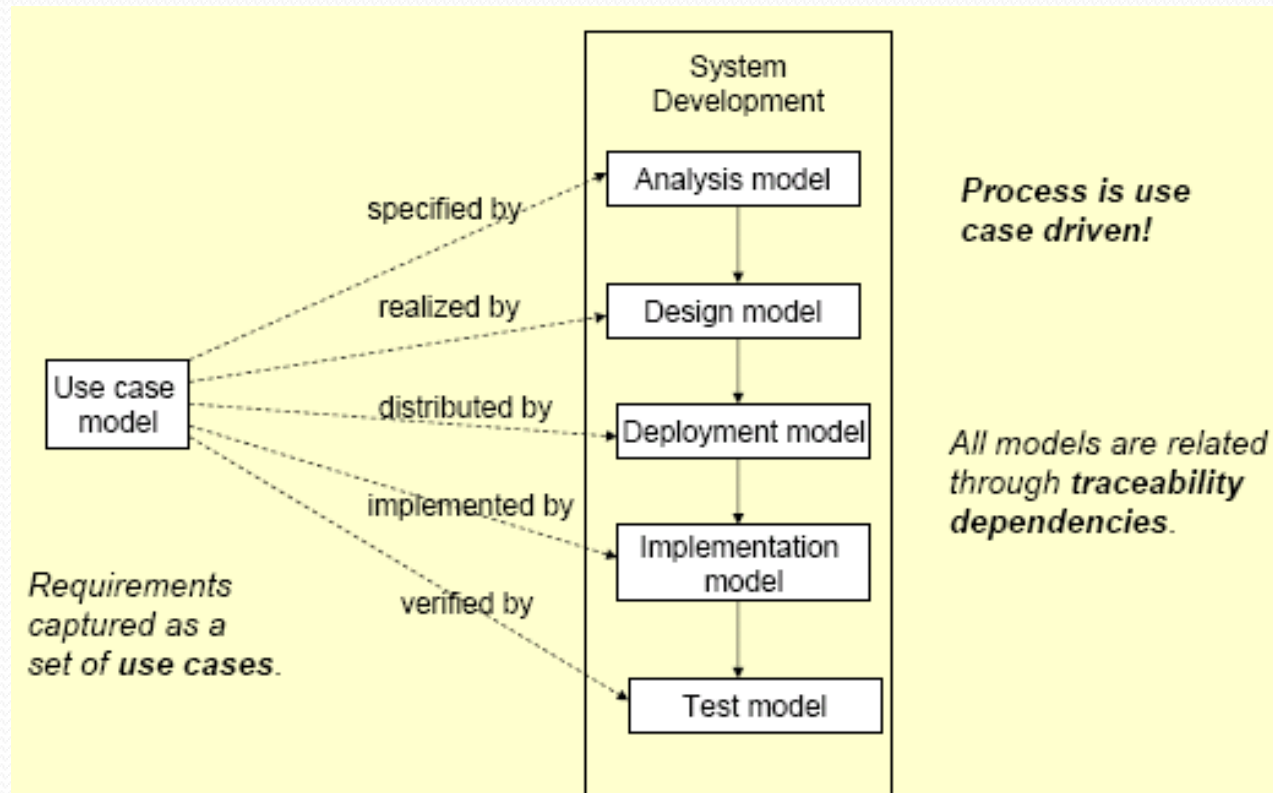 System
Development
Analysis model
specified by
Process is use
case driven!
realized by
Design model
Use case
model
distributed by
Deployment model
All models are related
through traceability
dependencies.
implemented by
Implementation
model
Requirements
captured as a
set of use cases.
verified by
Test model